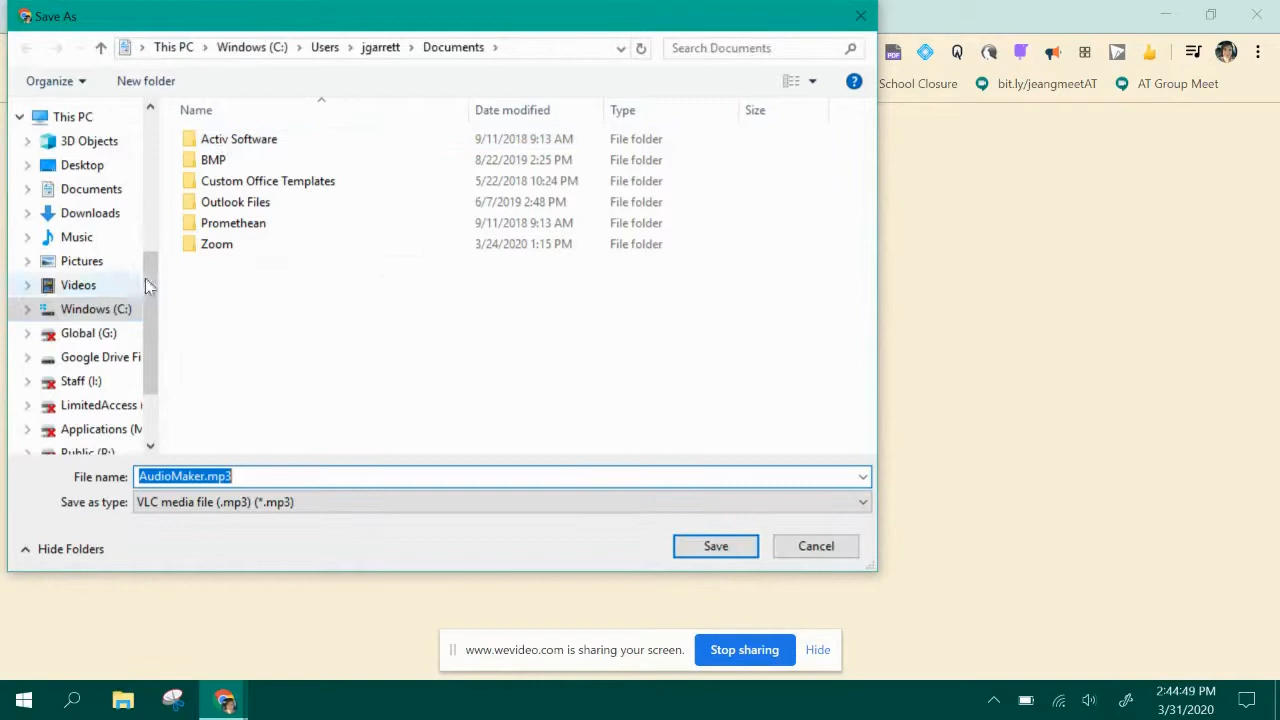 Save As
This PC > Windows (C:) > Users > jgarrett > Documents >
Search Documents
School Closure bit.ly/jeangmeetAT AT Group Meet
Organize New folder
Name Date modified Type Size
This PC
3D Objects
Desktop
Documents
Downloads
Music
Pictures
Videos
Windows (C:)
Global (G:)
Google Drive Fi
Staff (I:)
LimitedAccess
Applications (M
Public (P:)
Activ Software 9/11/2018 9:13 AM File folder
BMP 8/22/2019 2:25 PM File folder
Custom Office Templates 5/22/2018 10:24 PM File folder
Outlook Files 6/7/2019 2:48 PM File folder
Promethean 9/11/2018 9:13 AM File folder
Zoom 3/24/2020 1:15 PM File folder
File name: AudioMaker.mp3
Save as type: VLC media file (.mp3) (*.mp3)
Hide Folders
Save Cancel
www.wevideo.com is sharing your screen. Stop sharing Hide
2:44:49 PM
3/31/2020